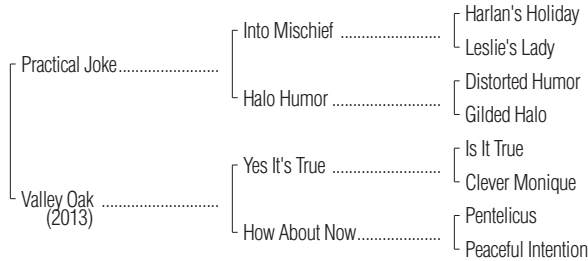 Harlan's Holiday
Into Mischief ....................
Leslie's Lady
Practical Joke.........................
Distorted Humor
Halo Humor ......................
Gilded Halo
Is It True
Yes It's True ......................
Clever Monique
Valley Oak ...........................
(2013)
Pentelicus
How About Now................
Peaceful Intention